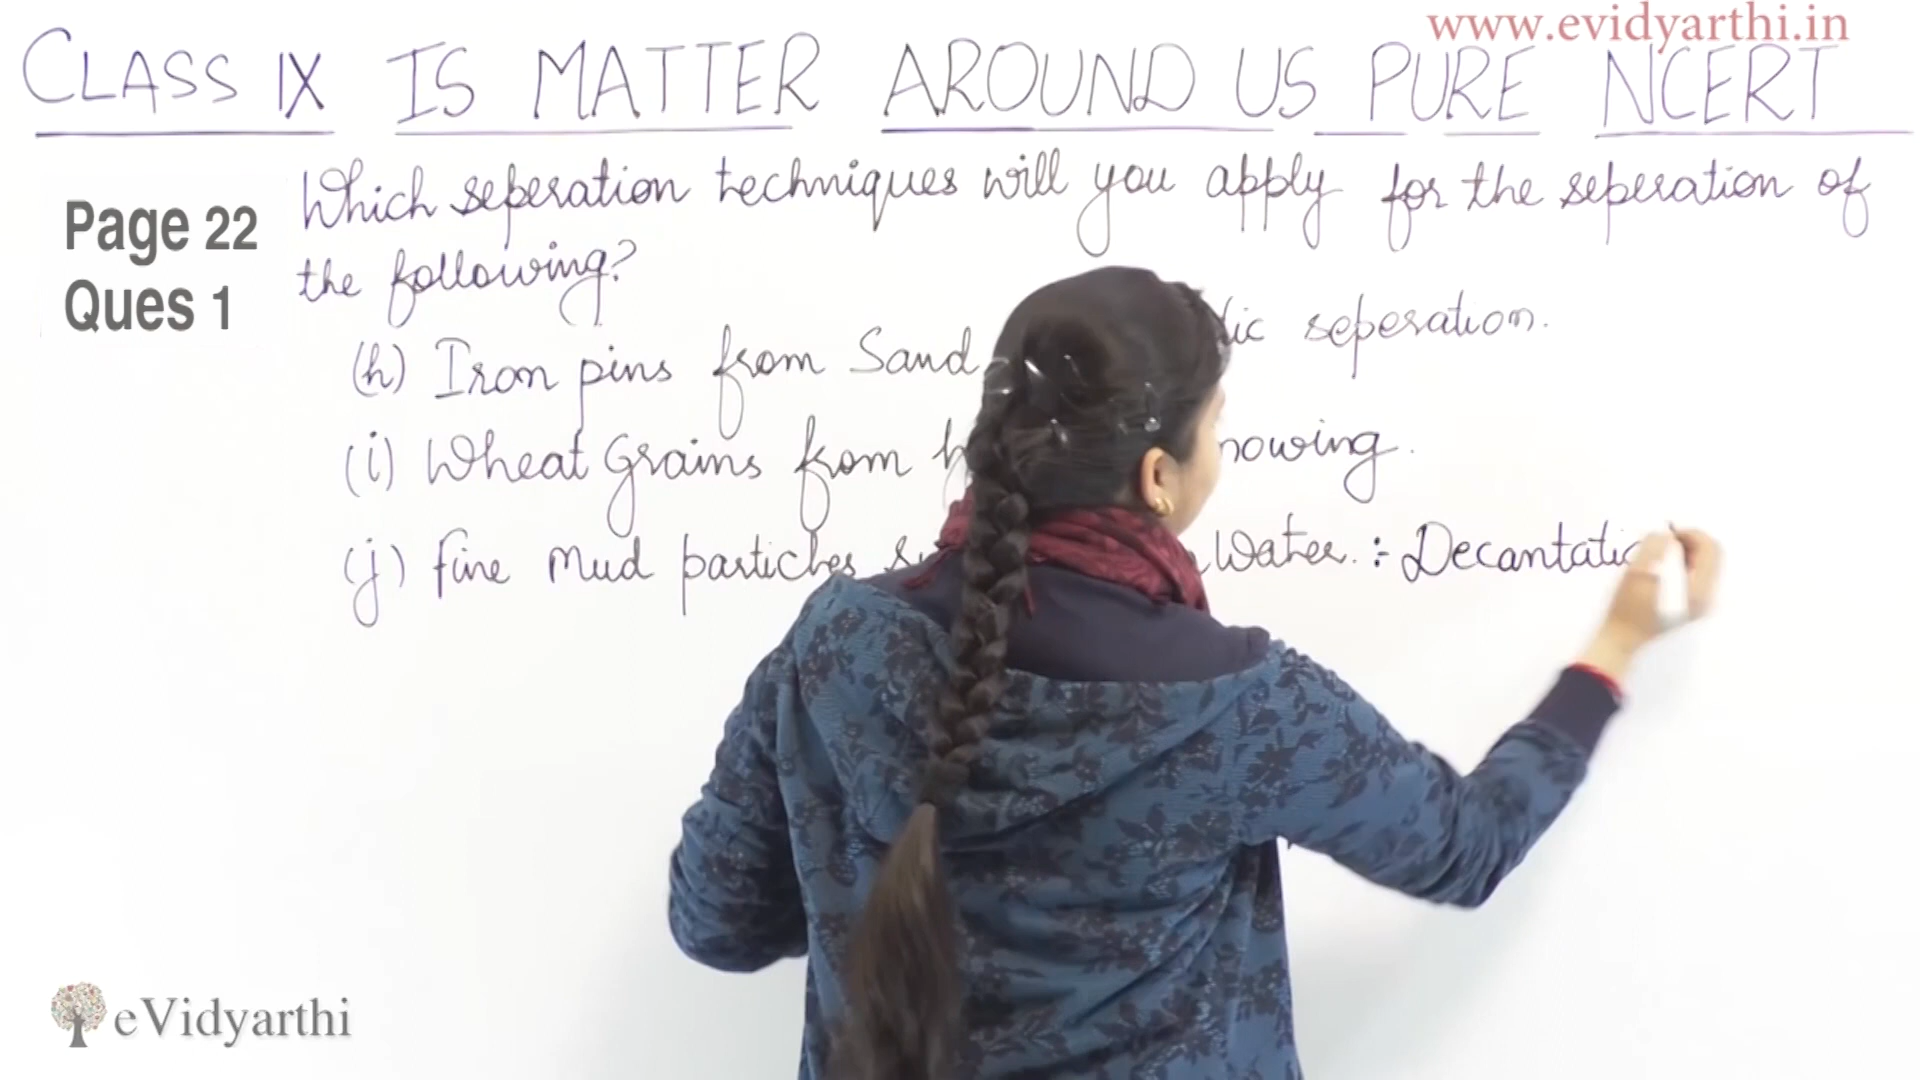 www.evidyarthi.in
CLASS IX IS MATTER AROUND US PURE NCERT
Page 22
Ques 1
Which seperation techniques will you apply for the seperation of
the following?
(h) Iron pins from Sand seperation.
(i) Wheat Grains from
(j) fine Mud particles Water. :- Decantatio
eVidyarthi